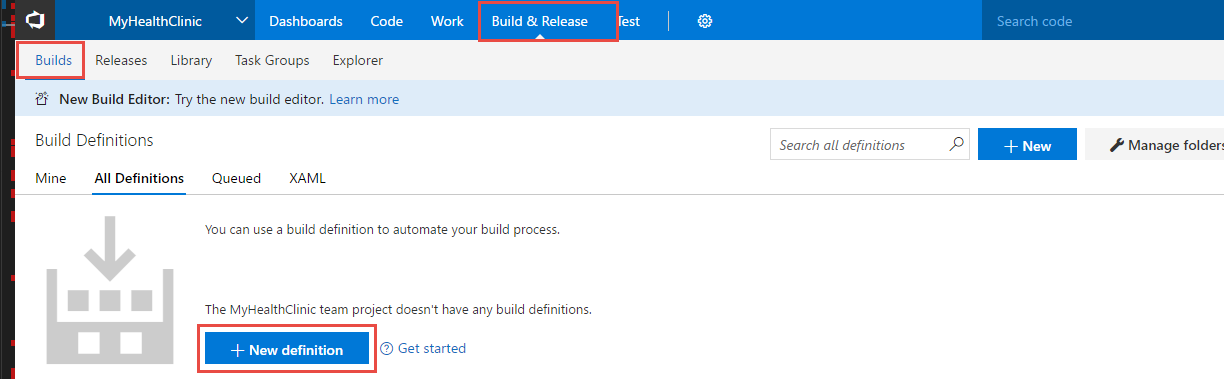 MyHealthClinic Dashboards Code Work Build & Release Test Search code
Builds Releases Library Task Groups Explorer
New Build Editor: Try the new build editor. Learn more
Build Definitions Search all definitions + New Manage folders
Mine All Definitions Queued XAML
You can use a build definition to automate your build process.
The MyHealthClinic team project doesn't have any build definitions.
+ New definition ? Get started